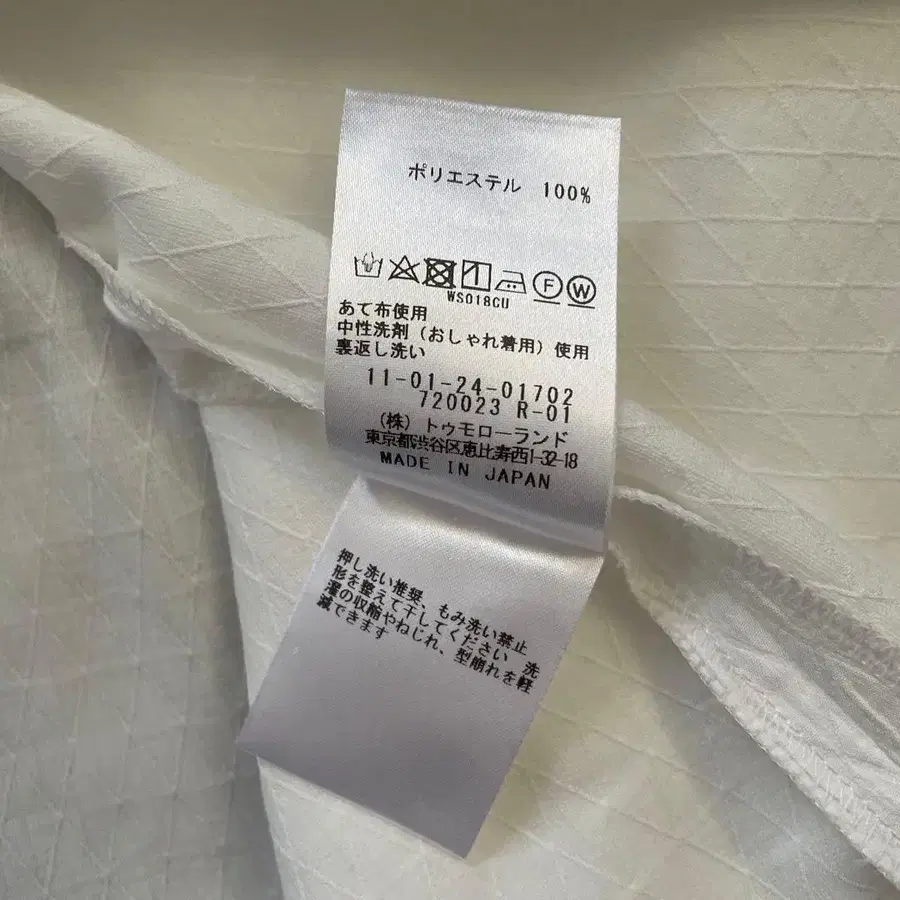 ポリエステル 100%
F W
WS018CU
あて布使用
中性洗剤（おしゃれ着用）使用
裏返し洗い
11-01-24-01702
720023 R-01
(株) トゥモローランド
東京都渋谷区恵比寿西1-32-18
MADE IN JAPAN
押し洗い推奨、もみ洗い禁止
形を整えて干してください 洗
濯の収縮やねじれ、型崩れを軽
減できます